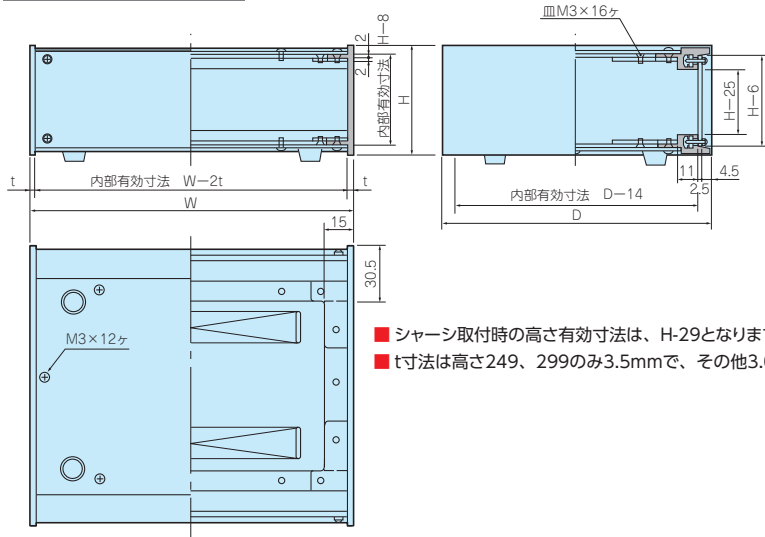 皿M3×16ヶ
2
H−8
2
内部有効寸法
H
H−25
H−6
t
内部有効寸法 W−2t
t
W
11
4.5
2.5
内部有効寸法 D−14
D
15
30.5
M3×12ヶ
■ シャーシ取付時の高さ有効寸法は、H-29となりま
■ t寸法は高さ249、299のみ3.5mmで、その他3.